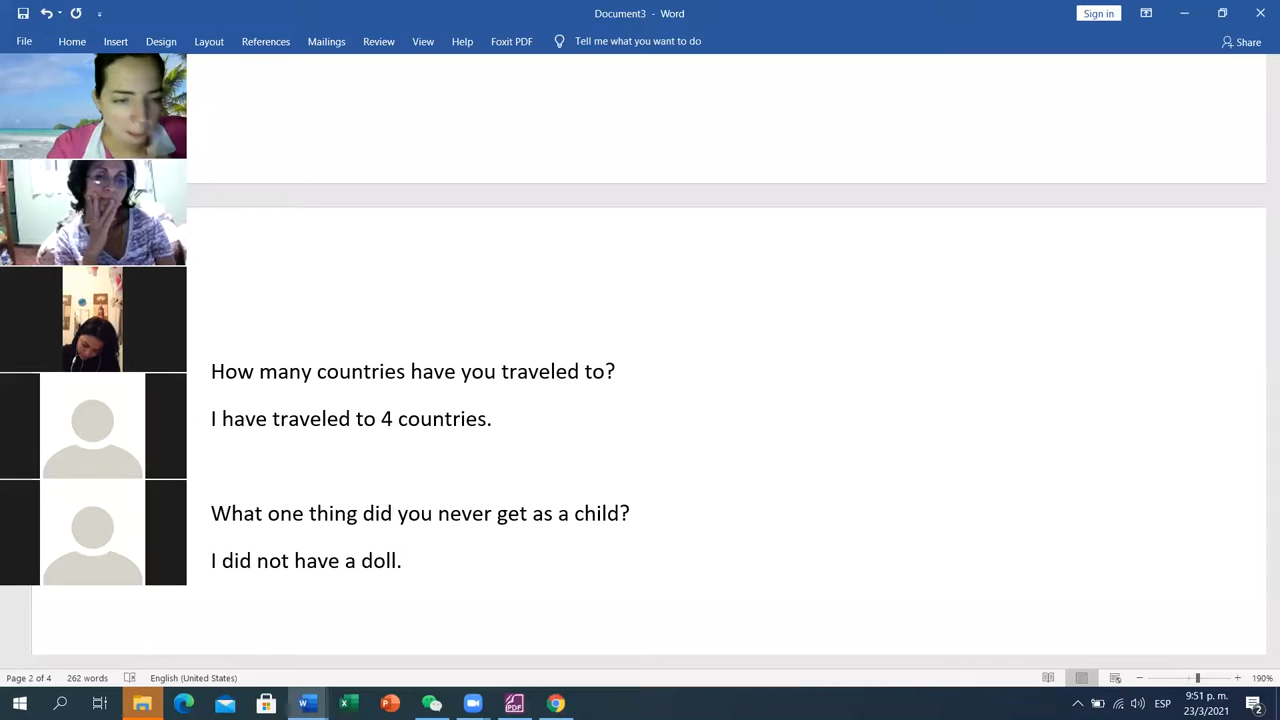 Document3 - Word
Sign in
File Home Insert Design Layout References Mailings Review View Help Foxit PDF Tell me what you want to do Share
How many countries have you traveled to?
I have traveled to 4 countries.
What one thing did you never get as a child?
I did not have a doll.
Page 2 of 4 262 words English (United States) 190%
9:51 p. m.
ESP
23/3/2021
2